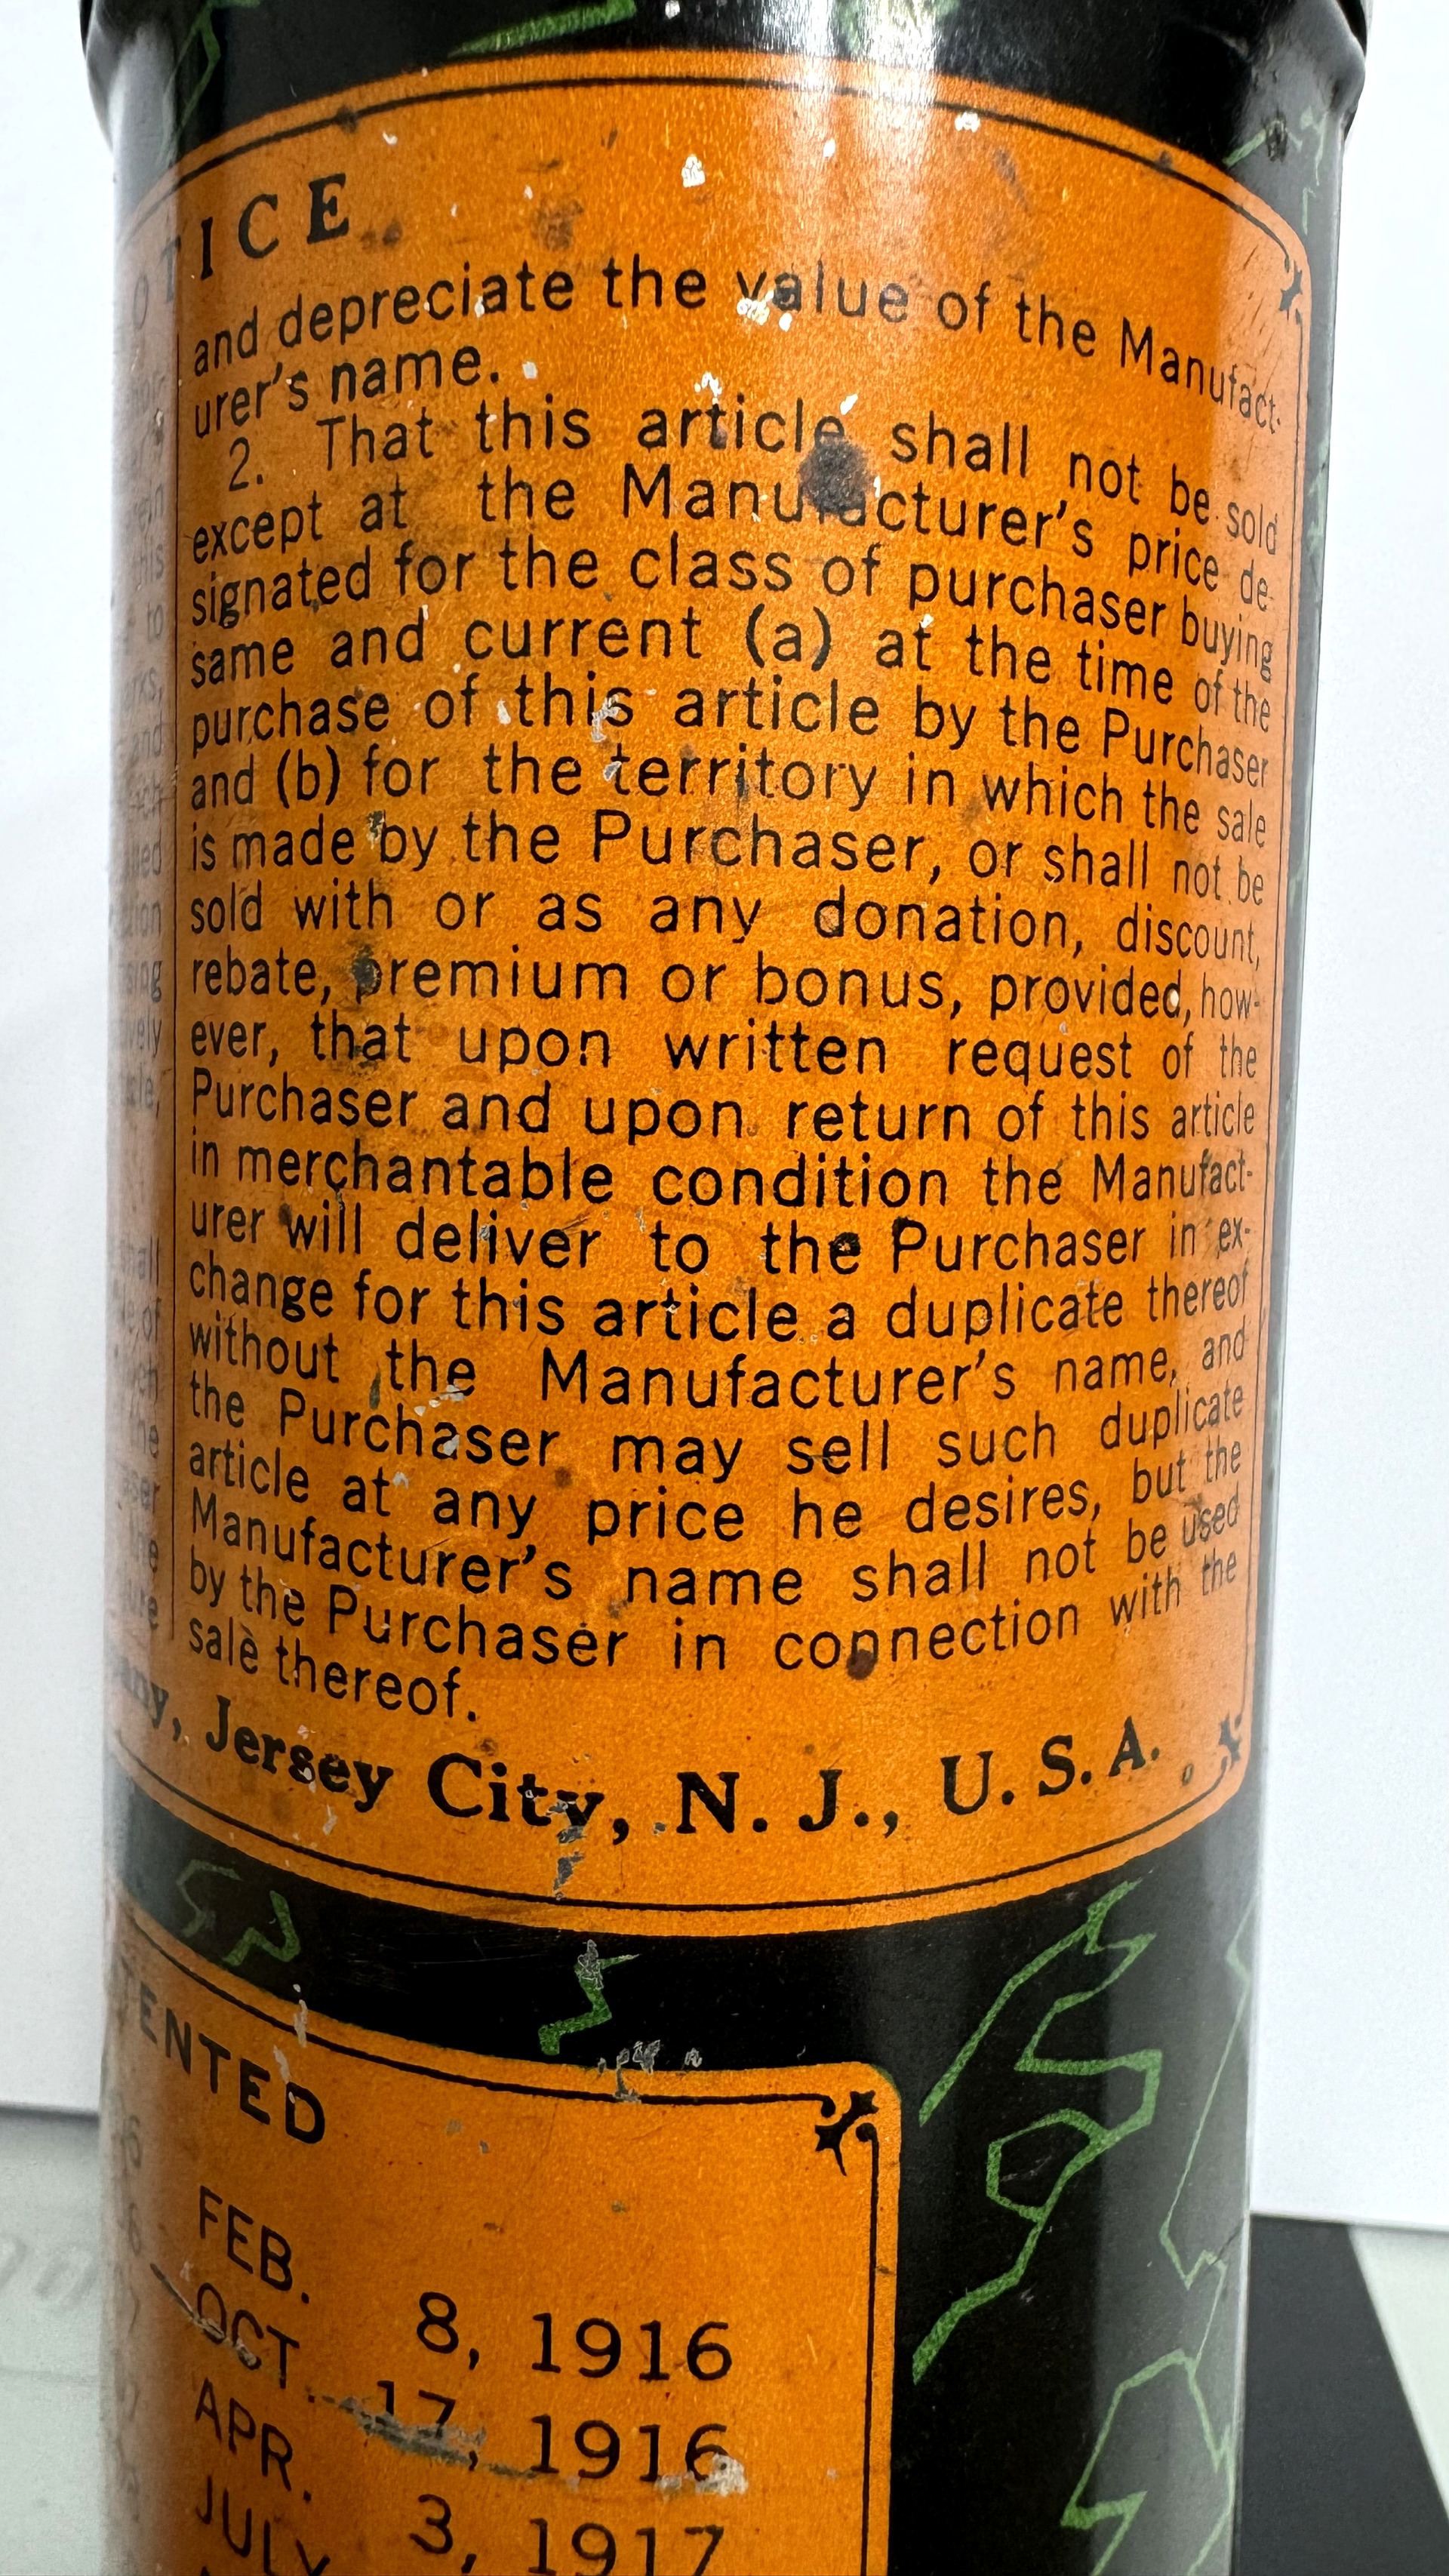 NOTICE
and depreciate the value of the Manufact-
urer's name.
2. That this article shall not be sold
except at the Manufacturer's price de-
signated for the class of purchaser buying
same and current (a) at the time of the
purchase of this article by the Purchaser
and (b) for the territory in which the sale
is made by the Purchaser, or shall not be
sold with or as any donation, discount,
rebate, premium or bonus, provided, how-
ever, that upon written request of the
Purchaser and upon return of this article
in merchantable condition the Manufact-
urer will deliver to the Purchaser in ex-
change for this article a duplicate thereof
without the Manufacturer's name, and
the Purchaser may sell such duplicate
article at any price he desires, but the
Manufacturer's name shall not be used
by the Purchaser in connection with the
sale thereof.
Jersey City, N. J., U. S. A.
PATENTED
FEB. 8, 1916
OCT. 17, 1916
APR. 3, 1917
JULY